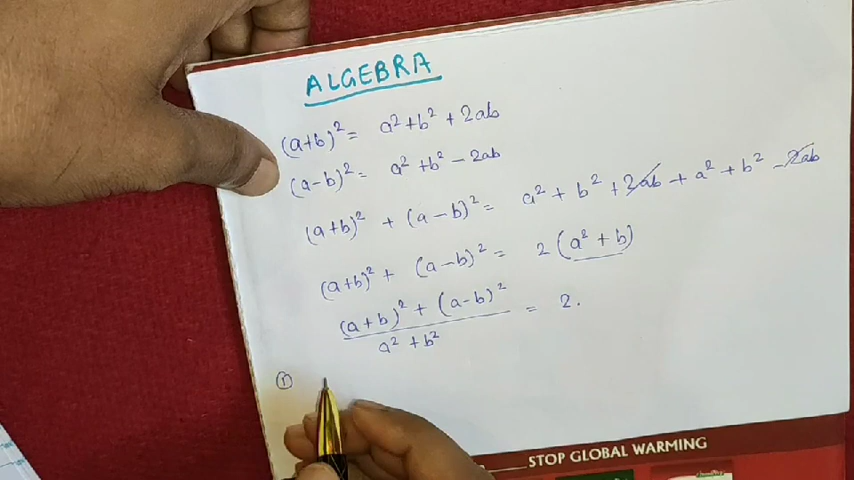 ALGEBRA
(a+b)² = a²+b²+2ab
(a-b)² = a²+b²-2ab
(a+b)² + (a-b)² = a²+b²+2ab+a²+b²-2ab
(a+b)² + (a-b)² = 2(a²+b)
(a+b)² + (a-b)² / a²+b² = 2.
①
STOP GLOBAL WARMING